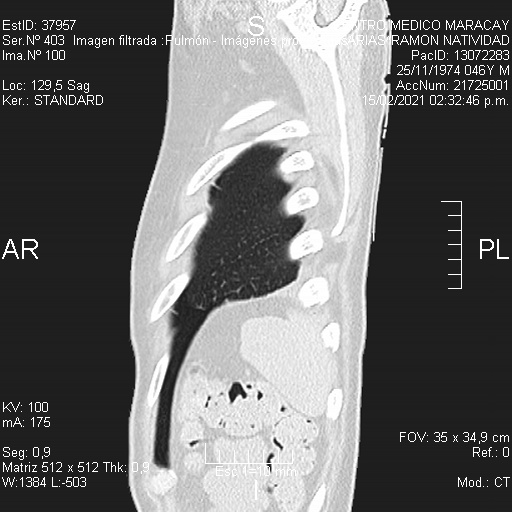 EstID: 37957
Ser.Nº 403 Imagen filtrada :Pulmón - Imágenes
Ima.Nº 100
Loc: 129,5 Sag
Ker.: STANDARD
S
CENTRO MEDICO MARACAY
ARIAS RAMON NATIVIDAD
PacID: 13072283
25/11/1974 046Y M
AccNum: 21725001
15/02/2021 02:32:46 p.m.
AR
PL
KV: 100
mA: 175
Seg: 0,9
Matriz 512 x 512 Thk: 0,9
W:1384 L:-503
Esc 1=10mm
I
FOV: 35 x 34,9 cm
Ref.: 0
Mod.: CT